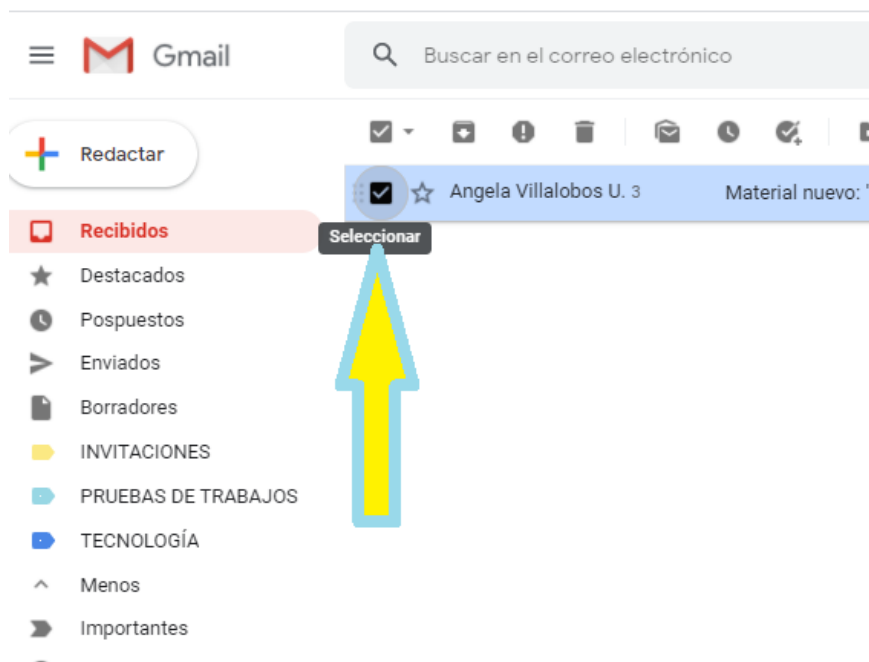 Gmail
Buscar en el correo electrónico
Redactar
Angela Villalobos U. 3 Material nuevo: "
Recibidos
Seleccionar
Destacados
Pospuestos
Enviados
Borradores
INVITACIONES
PRUEBAS DE TRABAJOS
TECNOLOGÍA
Menos
Importantes